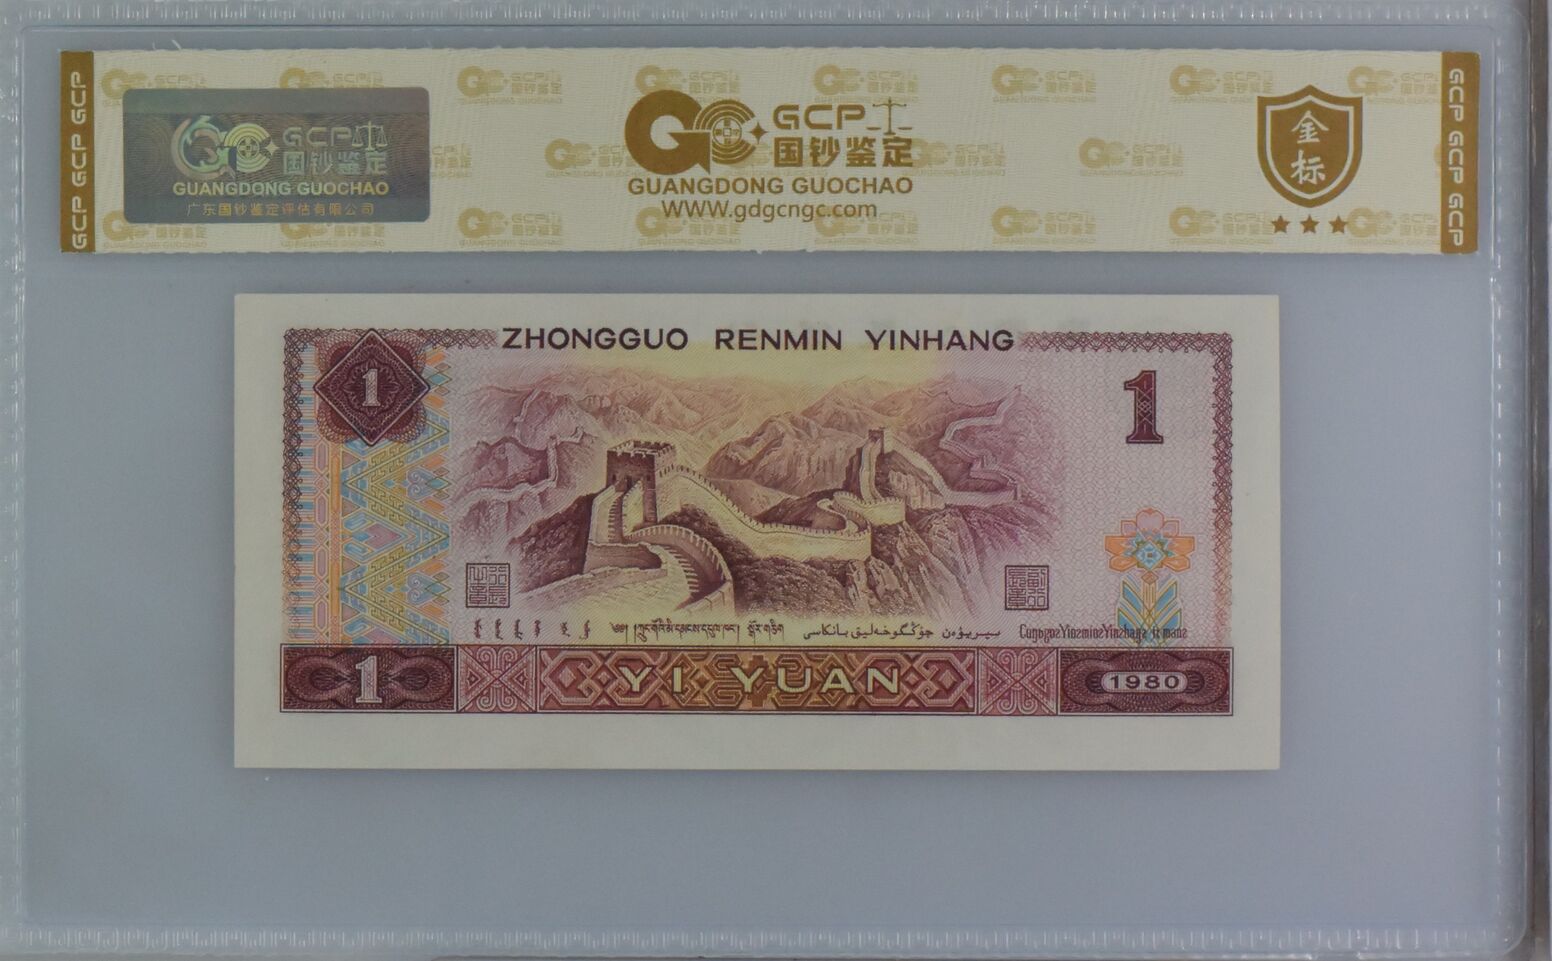 GCP GCP GCP
GCP 国钞鉴定
GUANGDONG GUOCHAO
广东国钞鉴定评估有限公司
GCP
国钞鉴定
GUANGDONG GUOCHAO
WWW.gdgcngc.com
金标
GCP GCP GCP GCP
ZHONGGUO RENMIN YINHANG
1
1
1
YI YUAN
1980